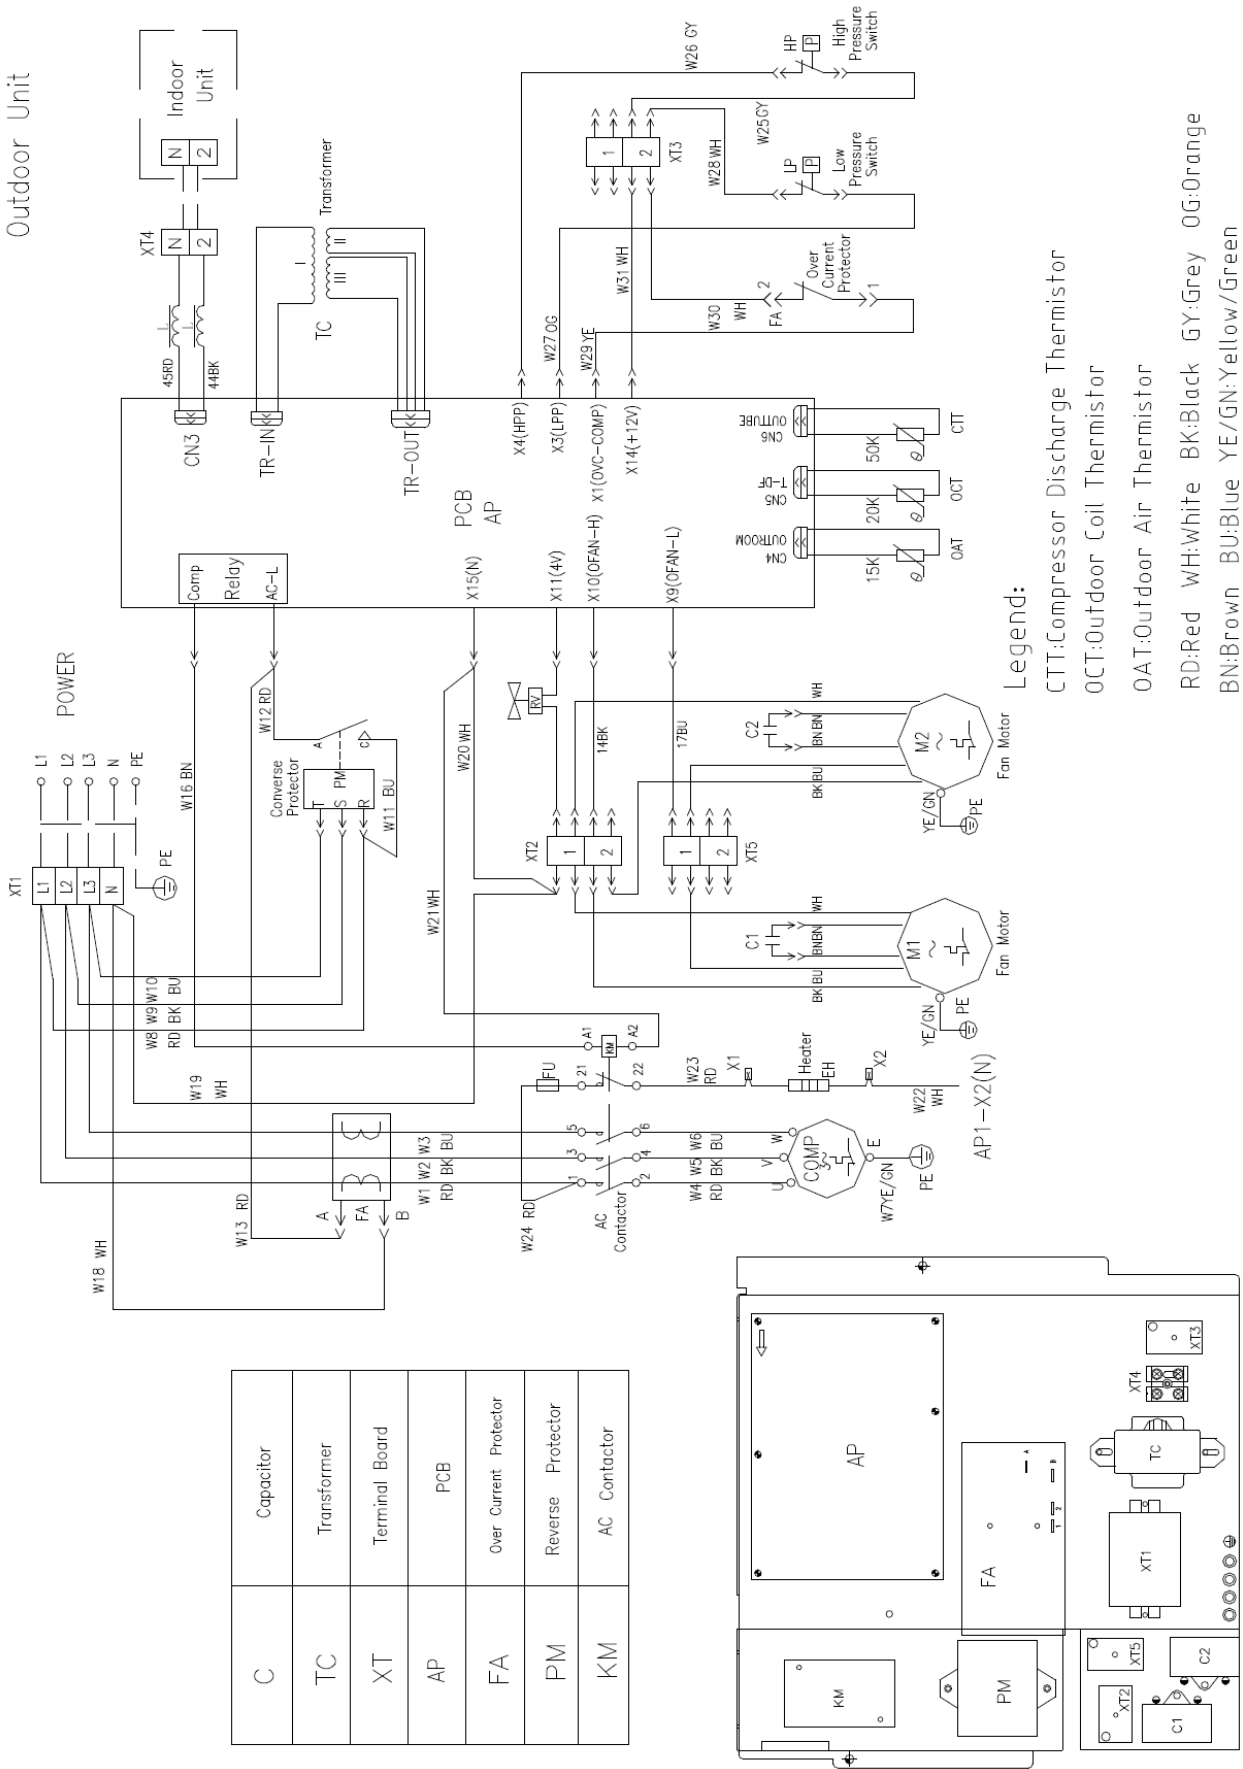 Outdoor Unit
Indoor
Unit
N
2
XT4
N
2
L
L
45RD
44BK
CN3
Transformer
TC
I
II
III
TR-IN
TR-OUT
PCB
AP
Comp
Relay
AC-L
X15(N)
X11(4V)
X10(OFAN-H)
X9(OFAN-L)
X4(HPP)
X3(LPP)
X1(OVC-COMP)
X14(+12V)
CN6
OUTTUBE
CN5
T-DF
CN4
OUTROOM
50K
20K
15K
θ
θ
θ
CTT
OCT
OAT
W26 GY
HP
P
High
Pressure
Switch
W25GY
XT3
1
2
W28WH
LP
P
Low
Pressure
Switch
W27OG
W31 WH
W29YE
W30
WH
FA
2
1
Over
Current
Protector
POWER
L1
L2
L3
N
PE
XT1
L1
L2
L3
N
PE
W16 BN
W12 RD
Converse
Protector
T
S
R
PM
A
C
W11 BU
W20 WH
W21WH
RV
14BK
17BU
XT2
1
2
XT5
1
2
C2
BN BN
WH
BK BU
M2
~
YE/GN
PE
Fan Motor
C1
BNBN
WH
BK BU
M1
~
YE/GN
PE
Fan Motor
W8 W9 W10
RD BK BU
W19
WH
W13 RD
W18 WH
A
FA
B
W1 W2 W3
RD BK BU
W24 RD
FU
A1
KM
A2
21
22
1
3
5
2
4
6
AC
Contactor
W4 W5 W6
RD BK BU
W23
RD
X1
Heater
EH
X2
W22
WH
AP1-X2(N)
U
V
W
COMP
3~
E
W7YE/GN
PE
Legend:
CTT:Compressor Discharge Thermistor
OCT:Outdoor Coil Thermistor
OAT:Outdoor Air Thermistor
RD:Red WH:White BK:Black GY:Grey OG:Orange
BN:Brown BU:Blue YE/GN:Yellow/Green
C Capacitor
TC Transformer
XT Terminal Board
AP PCB
FA Over Current Protector
PM Reverse Protector
KM AC Contactor
AP
XT3
XT4
TC
FA
A
B
1
2
XT1
KM
PM
XT5
XT2
C2
C1